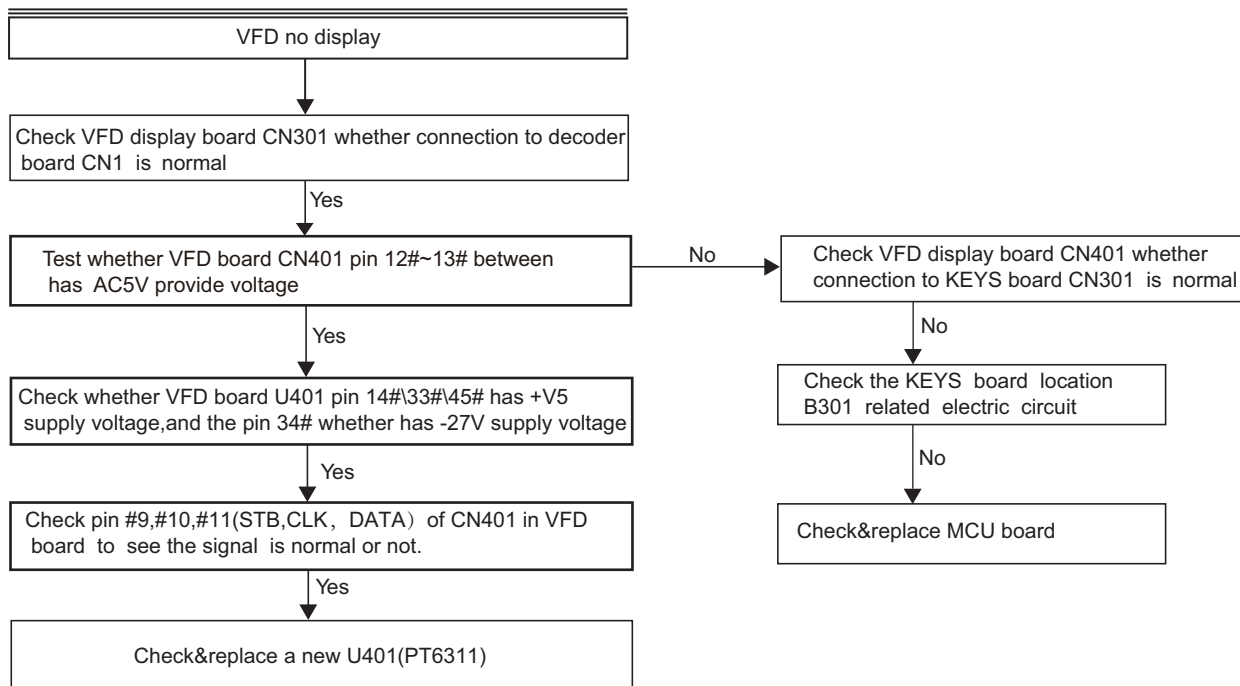 VFD no display
Check VFD display board CN301 whether connection to decoder
board CN1 is normal
Yes
Test whether VFD board CN401 pin 12#~13# between
has AC5V provide voltage
No
Check VFD display board CN401 whether
connection to KEYS board CN301 is normal
Yes
No
Check whether VFD board U401 pin 14#\33#\45# has +V5
supply voltage,and the pin 34# whether has -27V supply voltage
Check the KEYS board location
B301 related electric circuit
Yes
No
Check pin #9,#10,#11(STB,CLK, DATA) of CN401 in VFD
board to see the signal is normal or not.
Check&replace MCU board
Yes
Check&replace a new U401(PT6311)